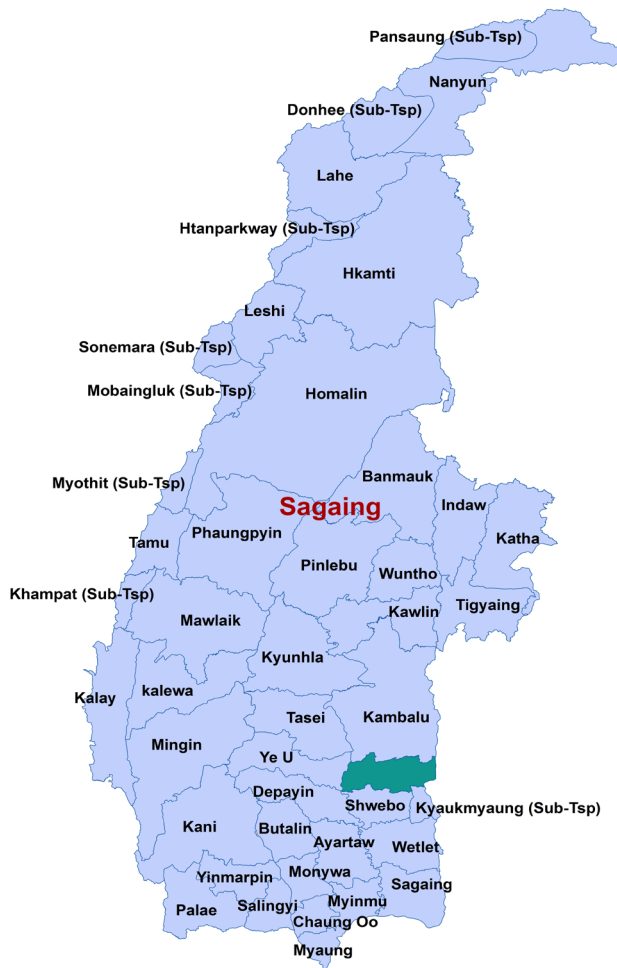 Pansaung (Sub-Tsp)
Nanyun
Donhee (Sub-Tsp)
Lahe
Htanparkway (Sub-Tsp)
Hkamti
Leshi
Sonemara (Sub-Tsp)
Mobaingluk (Sub-Tsp)
Homalin
Banmauk
Myothit (Sub-Tsp)
Indaw
Sagaing
Phaungpyin
Katha
Tamu
Pinlebu
Wuntho
Khampat (Sub-Tsp)
Tigyaing
Kawlin
Mawlaik
Kyunhla
Kalay
kalewa
Tasei
Kambalu
Mingin
Ye U
Depayin
Shwebo
Kyaukmyaung (Sub-Tsp)
Kani
Butalin
Ayartaw
Wetlet
Monywa
Yinmarpin
Sagaing
Palae
Salingyi
Myinmu
Chaung Oo
Myaung